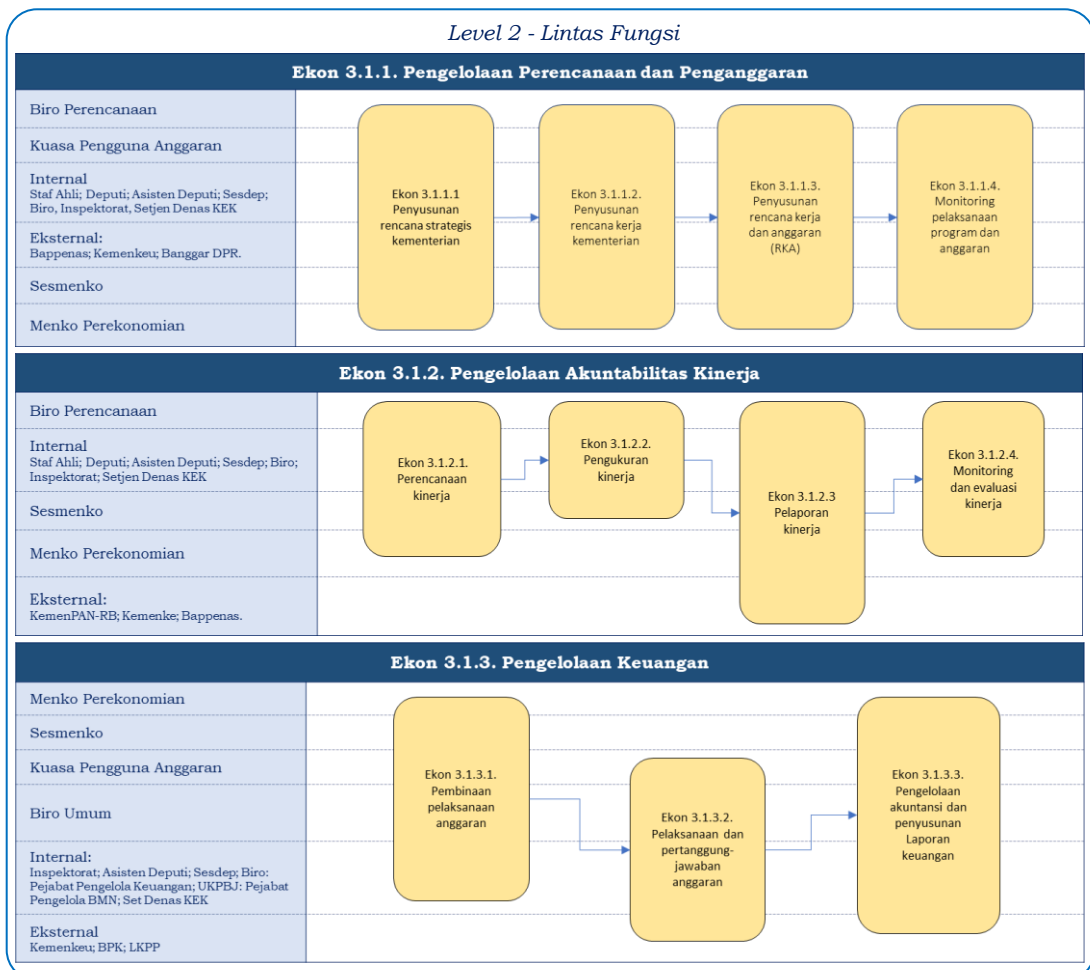 Level 2 - Lintas Fungsi
Ekon 3.1.1. Pengelolaan Perencanaan dan Penganggaran
Biro Perencanaan
Kuasa Pengguna Anggaran
Internal
Staf Ahli; Deputi; Asisten Deputi; Sesdep;
Biro, Inspektorat, Setjen Denas KEK
Eksternal:
Bappenas; Kemenkeu; Banggar DPR.
Sesmenko
Menko Perekonomian
Ekon 3.1.1.1
Penyusunan
rencana strategis
kementerian
Ekon 3.1.1.2.
Penyusunan
rencana kerja
kementerian
Ekon 3.1.1.3.
Penyusunan
rencana kerja
dan anggaran
(RKA)
Ekon 3.1.1.4.
Monitoring
pelaksanaan
program dan
anggaran
Ekon 3.1.2. Pengelolaan Akuntabilitas Kinerja
Biro Perencanaan
Internal
Staf Ahli; Deputi; Asisten Deputi; Sesdep; Biro;
Inspektorat; Setjen Denas KEK
Sesmenko
Menko Perekonomian
Eksternal:
KemenPAN-RB; Kemenke; Bappenas.
Ekon 3.1.2.1.
Perencanaan
kinerja
Ekon 3.1.2.2.
Pengukuran
kinerja
Ekon 3.1.2.3
Pelaporan
kinerja
Ekon 3.1.2.4.
Monitoring
dan evaluasi
kinerja
Ekon 3.1.3. Pengelolaan Keuangan
Menko Perekonomian
Sesmenko
Kuasa Pengguna Anggaran
Biro Umum
Internal:
Inspektorat; Asisten Deputi; Sesdep; Biro:
Pejabat Pengelola Keuangan; UKPBJ: Pejabat
Pengelola BMN; Set Denas KEK
Eksternal
Kemenkeu; BPK; LKPP
Ekon 3.1.3.1.
Pembinaan
pelaksanaan
anggaran
Ekon 3.1.3.2.
Pelaksanaan dan
pertanggung-
jawaban
anggaran
Ekon 3.1.3.3.
Pengelolaan
akuntansi dan
penyusunan
Laporan
keuangan